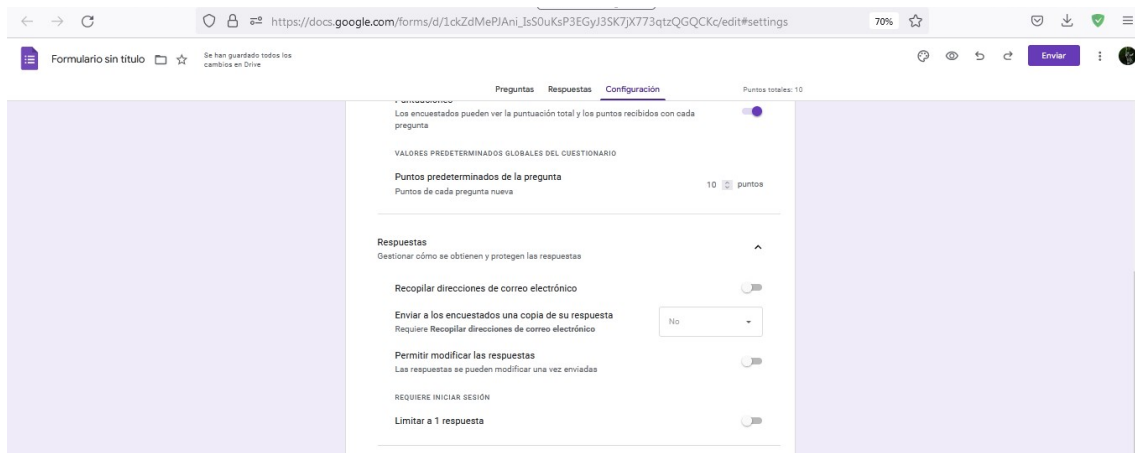 https://docs.google.com/forms/d/1ckZdMePJAni_IsS0uKsP3EGyJ3SK7jX773qtzQGQCKc/edit#settings 70%
Formulario sin título
Se han guardado todos los
cambios en Drive
Enviar
Preguntas Respuestas Configuración Puntos totales: 10
Puntuaciones
Los encuestados pueden ver la puntuación total y los puntos recibidos con cada
pregunta
VALORES PREDETERMINADOS GLOBALES DEL CUESTIONARIO
Puntos predeterminados de la pregunta
Puntos de cada pregunta nueva
10 puntos
Respuestas
Gestionar cómo se obtienen y protegen las respuestas
Recopilar direcciones de correo electrónico
Enviar a los encuestados una copia de su respuesta
Requiere Recopilar direcciones de correo electrónico
No
Permitir modificar las respuestas
Las respuestas se pueden modificar una vez enviadas
REQUIERE INICIAR SESIÓN
Limitar a 1 respuesta